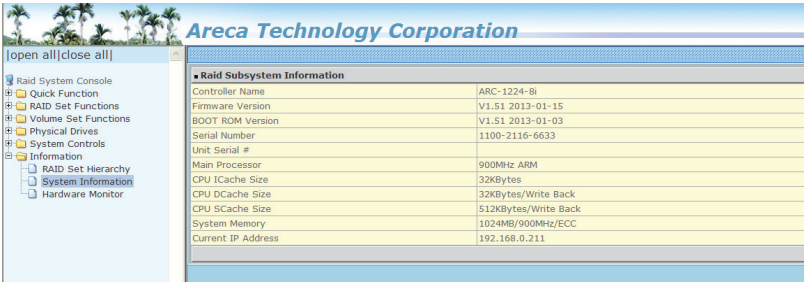 Areca Technology Corporation
|open all|close all|
Raid System Console
Quick Function
RAID Set Functions
Volume Set Functions
Physical Drives
System Controls
Information
RAID Set Hierarchy
System Information
Hardware Monitor
Raid Subsystem Information
Controller Name ARC-1224-8i
Firmware Version V1.51 2013-01-15
BOOT ROM Version V1.51 2013-01-03
Serial Number 1100-2116-6633
Unit Serial #
Main Processor 900MHz ARM
CPU ICache Size 32KBytes
CPU DCache Size 32KBytes/Write Back
CPU SCache Size 512KBytes/Write Back
System Memory 1024MB/900MHz/ECC
Current IP Address 192.168.0.211